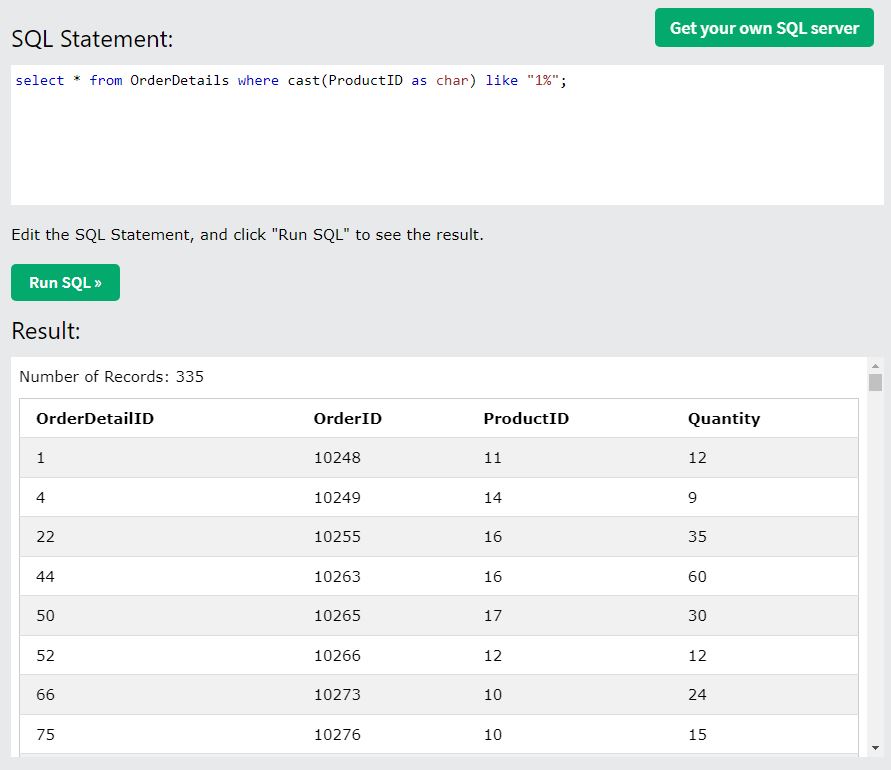 SQL Statement:
Get your own SQL server
select * from OrderDetails where cast(ProductID as char) like "1%";
Edit the SQL Statement, and click "Run SQL" to see the result.
Run SQL »
Result:
Number of Records: 335
OrderDetailID OrderID ProductID Quantity
1 10248 11 12
4 10249 14 9
22 10255 16 35
44 10263 16 60
50 10265 17 30
52 10266 12 12
66 10273 10 24
75 10276 10 15